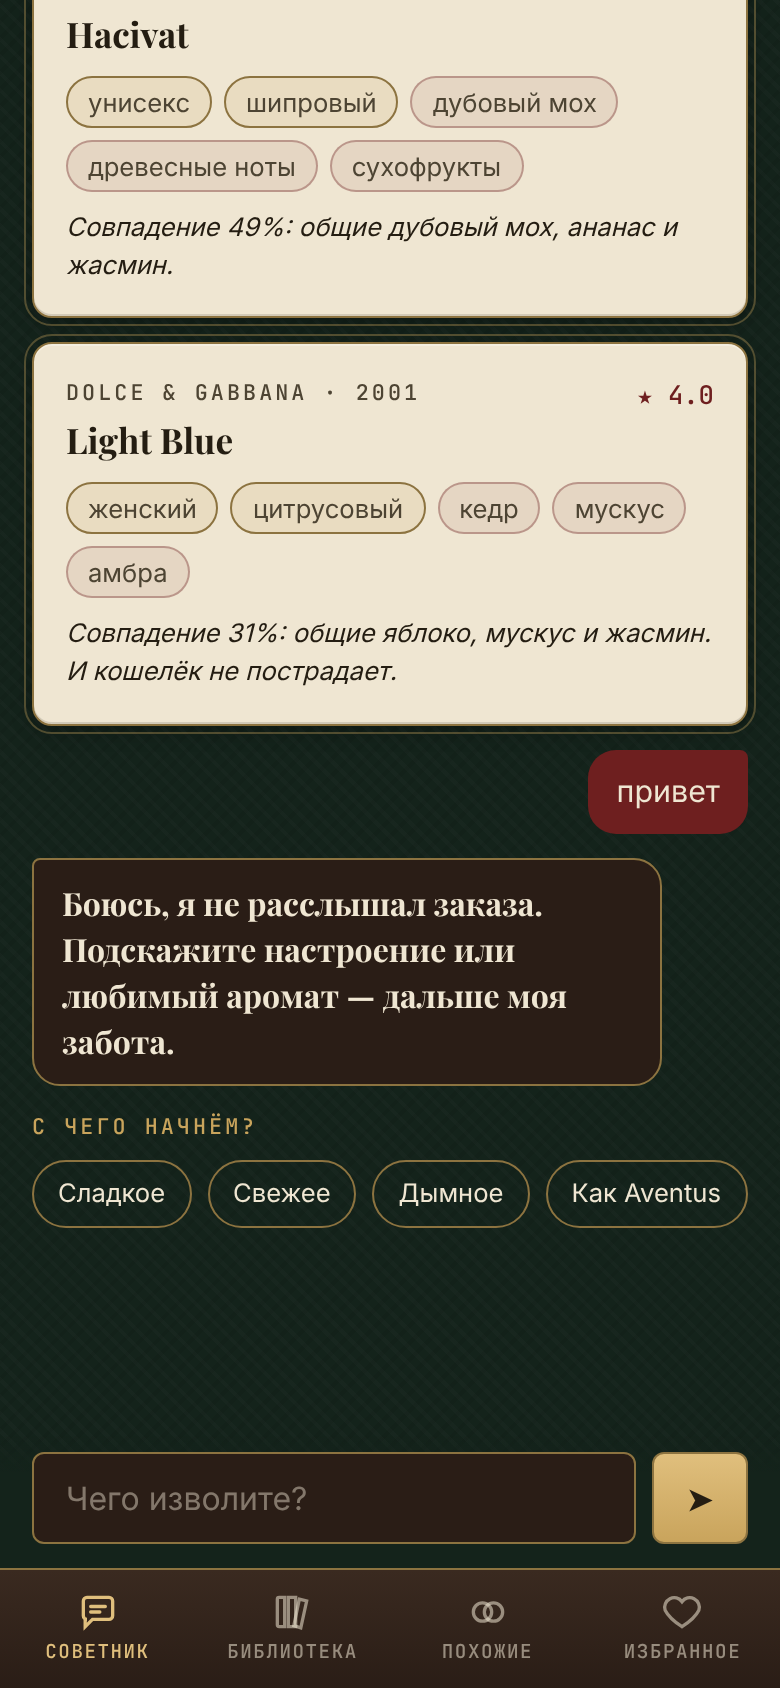 Hacivat
унисекс шипровый дубовый мох
древесные ноты сухофрукты
Совпадение 49%: общие дубовый мох, ананас и
жасмин.
DOLCE & GABBANA · 2001 ★ 4.0
Light Blue
женский цитрусовый кедр мускус
амбра
Совпадение 31%: общие яблоко, мускус и жасмин.
И кошелёк не пострадает.
привет
Боюсь, я не расслышал заказа.
Подскажите настроение или
любимый аромат — дальше моя
забота.
С ЧЕГО НАЧНЁМ?
Сладкое Свежее Дымное Как Aventus
Чего изволите?
СОВЕТНИК БИБЛИОТЕКА ПОХОЖИЕ ИЗБРАННОЕ